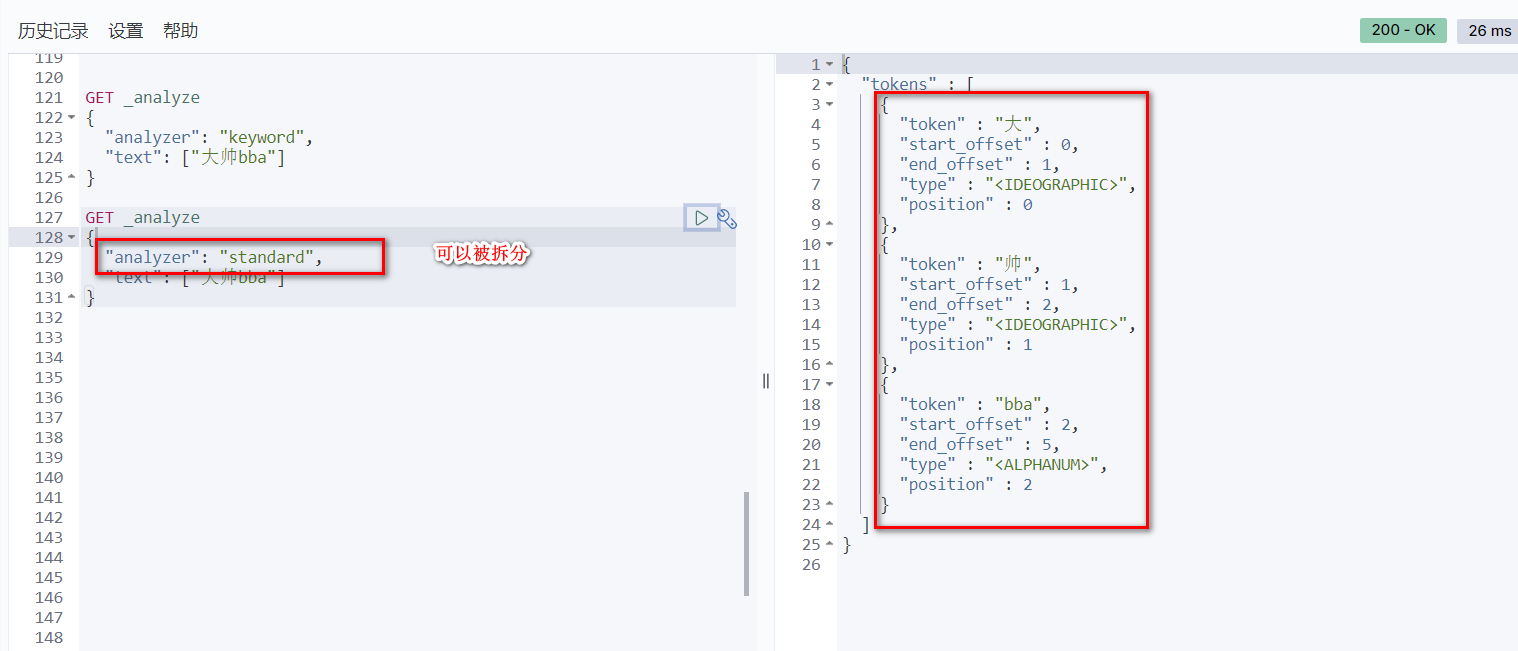 历史记录 设置 帮助
200 - OK
26 ms
119
120
121 GET _analyze
122 {
123 "analyzer": "keyword",
124 "text": ["大帅bba"]
125 }
126
127 GET _analyze
128 {
129 "analyzer": "standard",
可以被拆分
130 "text": ["大帅bba"]
131 }
132
133
134
135
136
137
138
139
140
141
142
143
144
145
146
147
148
1 {
2 "tokens" : [
3 {
4 "token" : "大",
5 "start_offset" : 0,
6 "end_offset" : 1,
7 "type" : "<IDEOGRAPHIC>",
8 "position" : 0
9 },
10 {
11 "token" : "帅",
12 "start_offset" : 1,
13 "end_offset" : 2,
14 "type" : "<IDEOGRAPHIC>",
15 "position" : 1
16 },
17 {
18 "token" : "bba",
19 "start_offset" : 2,
20 "end_offset" : 5,
21 "type" : "<ALPHANUM>",
22 "position" : 2
23 }
24 ]
25 }
26